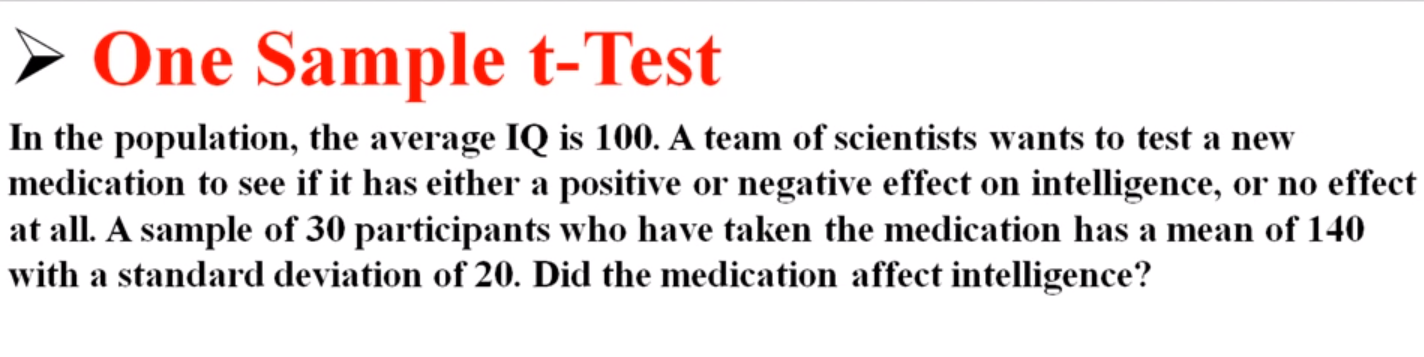 One Sample t-Test
In the population, the average IQ is 100. A team of scientists wants to test a new
medication to see if it has either a positive or negative effect on intelligence, or no effect
at all. A sample of 30 participants who have taken the medication has a mean of 140
with a standard deviation of 20. Did the medication affect intelligence?